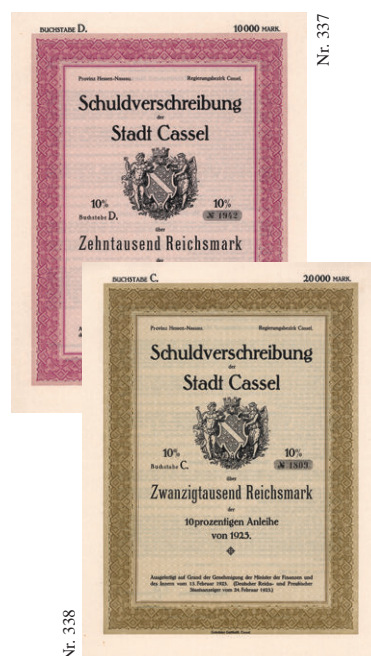 BUCHSTABE D. 10000 MARK.
Nr. 337
Provinz Hessen-Nassau. Regierungsbezirk Cassel.
Schuldverschreibung
der
Stadt Cassel
10% 10%
Buchstabe D. № 1942
über
Zehntausend Reichsmark
der
BUCHSTABE C. 20000 MARK.
Provinz Hessen-Nassau. Regierungsbezirk Cassel.
Schuldverschreibung
der
Stadt Cassel
10% 10%
Buchstabe C. № 1809
über
Zwanzigtausend Reichsmark
der
10prozentigen Anleihe
von 1923.
Ausgefertigt auf Grund der Genehmigung der Minister der Finanzen und
des Innern vom 13. Februar 1923. (Deutscher Reichs- und Preußischer
Staatsanzeiger vom 24. Februar 1923.)
Nr. 338